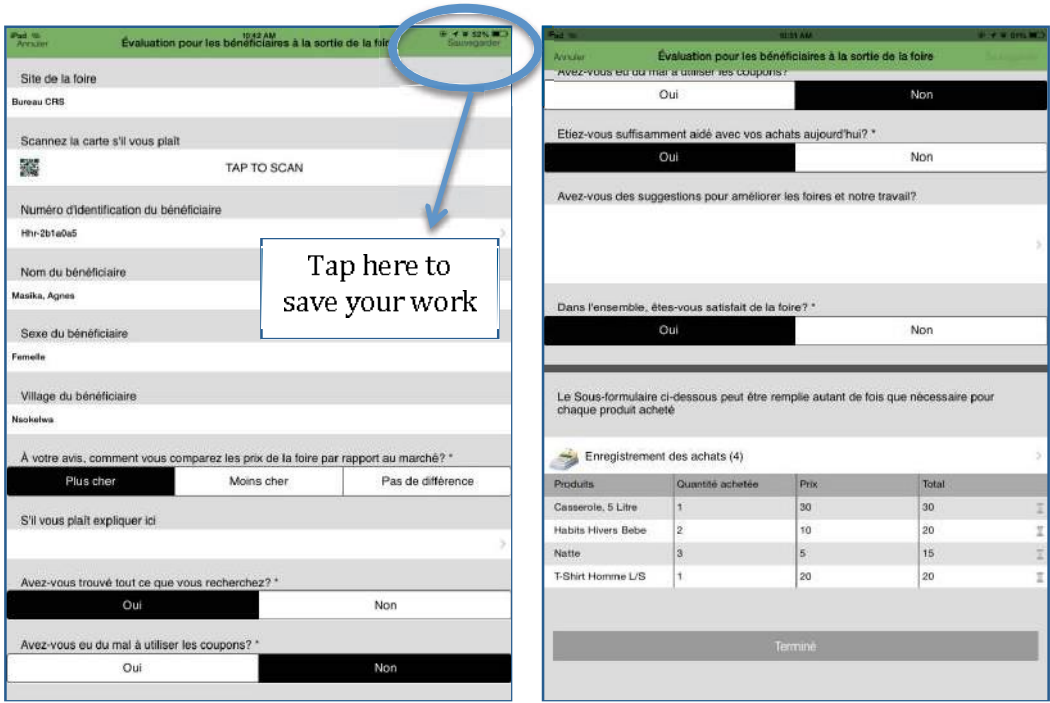 iPad 10:42 AM 52%
Annuler Évaluation pour les bénéficiaires à la sortie de la foire Sauvegarder
Site de la foire
Bureau CRS
Scannez la carte s'il vous plaît
TAP TO SCAN
Numéro d'identification du bénéficiaire
Hhr-2b1a0a5
Nom du bénéficiaire
Masika, Agnes
Sexe du bénéficiaire
Femelle
Village du bénéficiaire
Nsokelwa
À votre avis, comment vous comparez les prix de la foire par rapport au marché? *
Plus cher Moins cher Pas de différence
S'il vous plaît expliquer ici
Avez-vous trouvé tout ce que vous recherchez? *
Oui Non
Avez-vous eu du mal à utiliser les coupons? *
Oui Non
Tap here to
save your work
iPad
Annuler Évaluation pour les bénéficiaires à la sortie de la foire Sauvegarder
Avez-vous eu du mal à utiliser les coupons?
Oui Non
Etiez-vous suffisamment aidé avec vos achats aujourd'hui? *
Oui Non
Avez-vous des suggestions pour améliorer les foires et notre travail?
Dans l'ensemble, êtes-vous satisfait de la foire? *
Oui Non
Le Sous-formulaire ci-dessous peut être remplie autant de fois que nécessaire pour
chaque produit acheté
Enregistrement des achats (4)
Produits Quantité achetée Prix Total
Casserole, 5 Litre 1 30 30
Habits Hivers Bebe 2 10 20
Natte 3 5 15
T-Shirt Homme L/S 1 20 20
Terminé